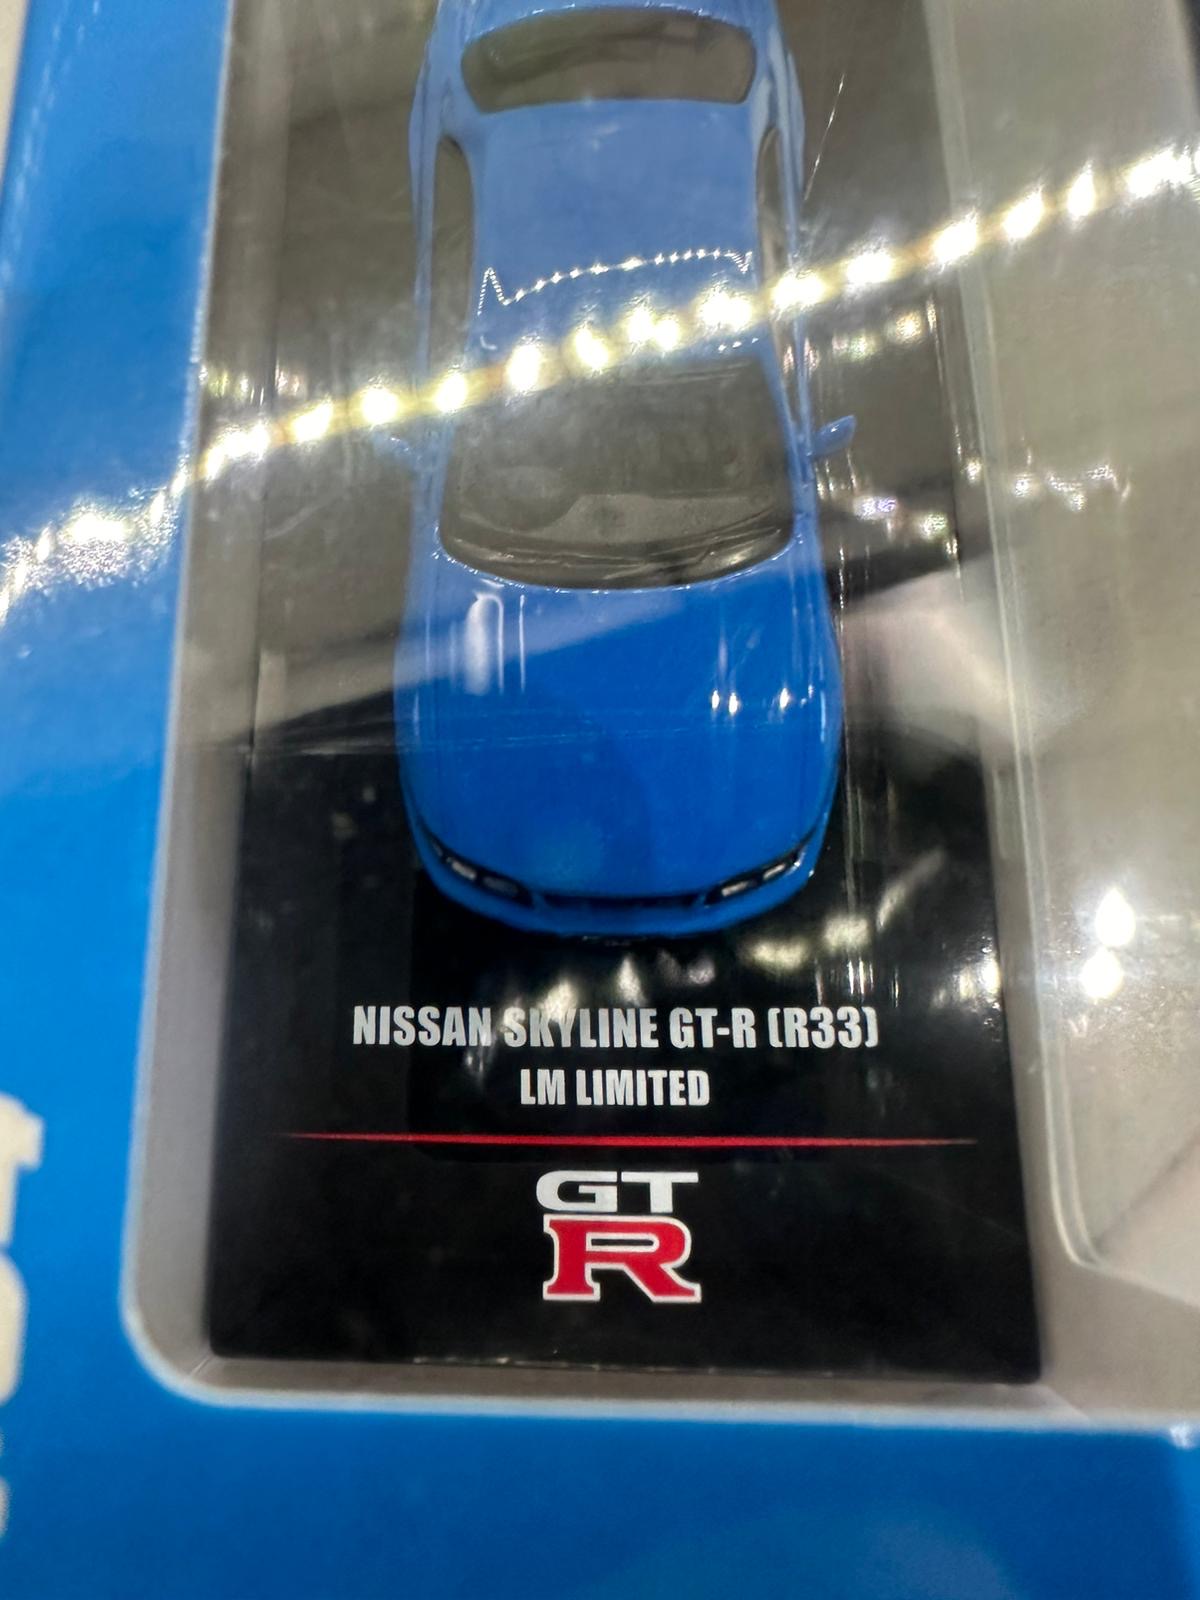 NISSAN SKYLINE GT-R (R33)
LM LIMITED
GT
R